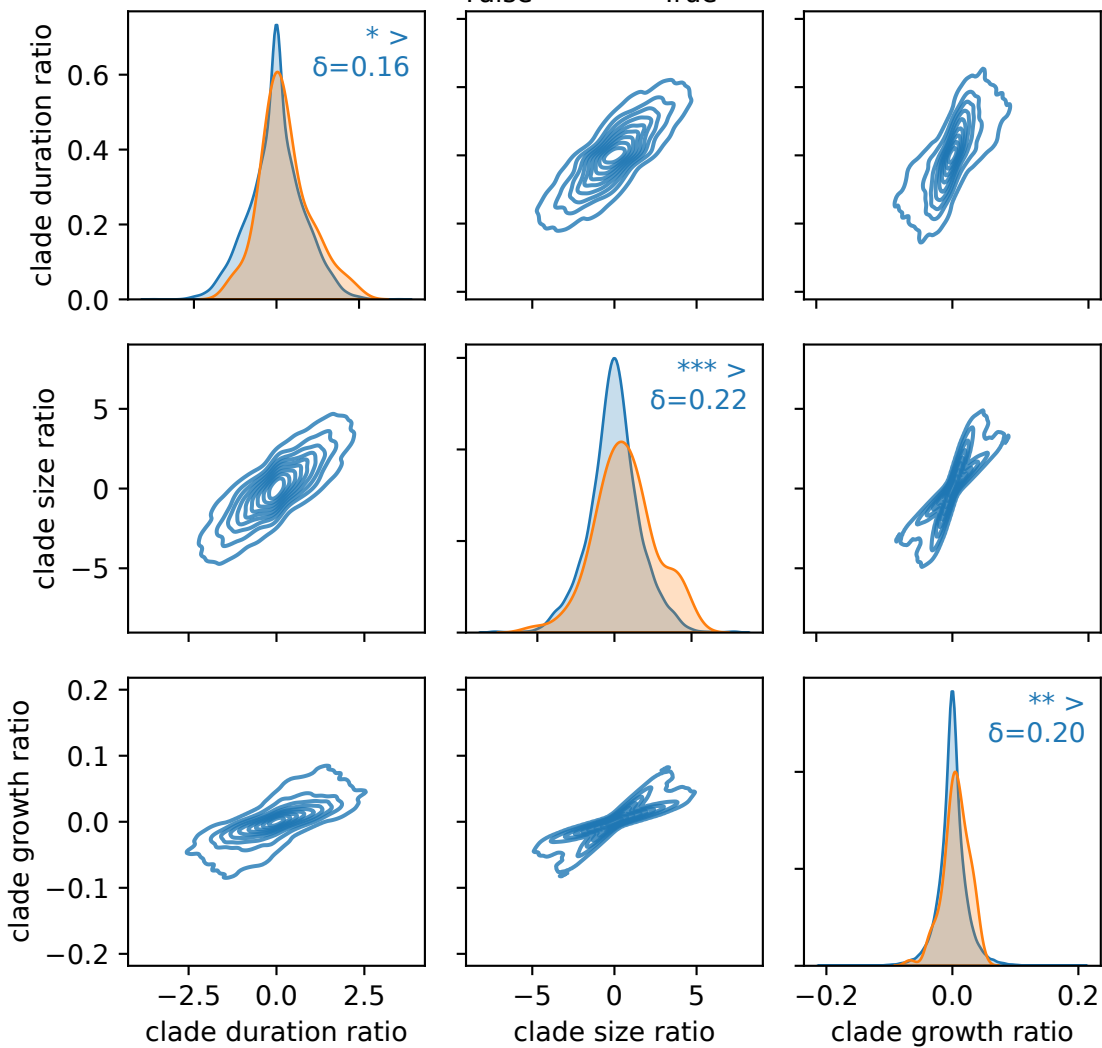 False True
clade duration ratio
0.6
0.4
0.2
0.0
* >
δ=0.16
clade size ratio
5
0
−5
*** >
δ=0.22
clade growth ratio
0.2
0.1
0.0
−0.1
−0.2
** >
δ=0.20
−2.5 0.0 2.5
−5 0 5
−0.2 0.0 0.2
clade duration ratio
clade size ratio
clade growth ratio